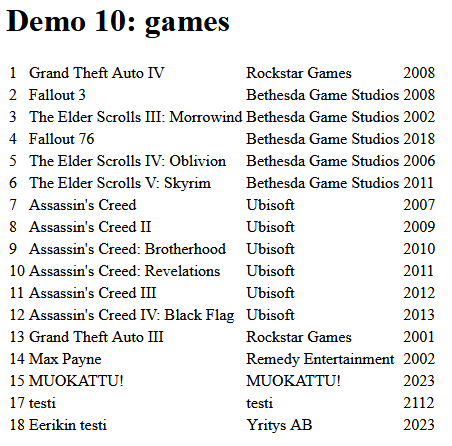 Demo 10: games
1 Grand Theft Auto IV Rockstar Games 2008
2 Fallout 3 Bethesda Game Studios 2008
3 The Elder Scrolls III: Morrowind Bethesda Game Studios 2002
4 Fallout 76 Bethesda Game Studios 2018
5 The Elder Scrolls IV: Oblivion Bethesda Game Studios 2006
6 The Elder Scrolls V: Skyrim Bethesda Game Studios 2011
7 Assassin's Creed Ubisoft 2007
8 Assassin's Creed II Ubisoft 2009
9 Assassin's Creed: Brotherhood Ubisoft 2010
10 Assassin's Creed: Revelations Ubisoft 2011
11 Assassin's Creed III Ubisoft 2012
12 Assassin's Creed IV: Black Flag Ubisoft 2013
13 Grand Theft Auto III Rockstar Games 2001
14 Max Payne Remedy Entertainment 2002
15 MUOKATTU! MUOKATTU! 2023
17 testi testi 2112
18 Eerikin testi Yritys AB 2023